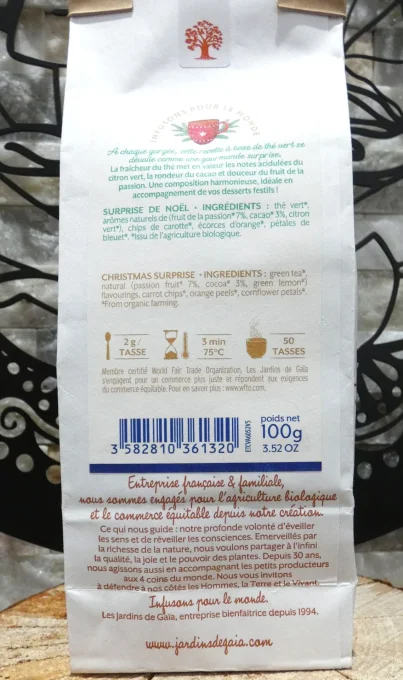 INFUSONS POUR LE MONDE
À chaque gorgée, cette recette à base de thé vert se
dévoile comme une gourmande surprise.
La fraîcheur du thé met en valeur les notes acidulées du
citron vert, la rondeur du cacao et douceur du fruit de la
passion. Une composition harmonieuse, idéale en
accompagnement de vos desserts festifs !
SURPRISE DE NOËL • INGRÉDIENTS : thé vert*,
arômes naturels de (fruit de la passion* 7%, cacao* 3%, citron
vert*), chips de carotte*, écorces d'orange*, pétales de
bleuet*. *Issu de l'agriculture biologique.
CHRISTMAS SURPRISE • INGREDIENTS : green tea*,
natural (passion fruit* 7%, cocoa* 3%, green lemon*)
flavourings, carrot chips*, orange peels*, cornflower petals*.
*From organic farming.
2 g /
TASSE
3 min
75°C
50
TASSES
Membre certifié World Fair Trade Organization, Les Jardins de Gaïa
s'engagent pour un commerce plus juste et répondent aux exigences
du commerce équitable. Pour en savoir plus : www.wfto.com.
3 582810 361320
poids net
100g
3.52 OZ
Entreprise française & familiale,
nous sommes engagés pour l'agriculture biologique
et le commerce équitable depuis notre création.
Ce qui nous guide : notre profonde volonté d'éveiller
les sens et de réveiller les consciences. Émerveillés par
la richesse de la nature, nous voulons partager à l'infini
la qualité, la joie et le pouvoir des plantes. Depuis 30 ans,
nous agissons aussi en accompagnant les petits producteurs
aux 4 coins du monde. Nous vous invitons
à défendre à nos côtés les Hommes, la Terre et le Vivant.
Infusons pour le monde.
Les Jardins de Gaïa, entreprise bienfaitrice depuis 1994.
www.jardinsdegaia.com